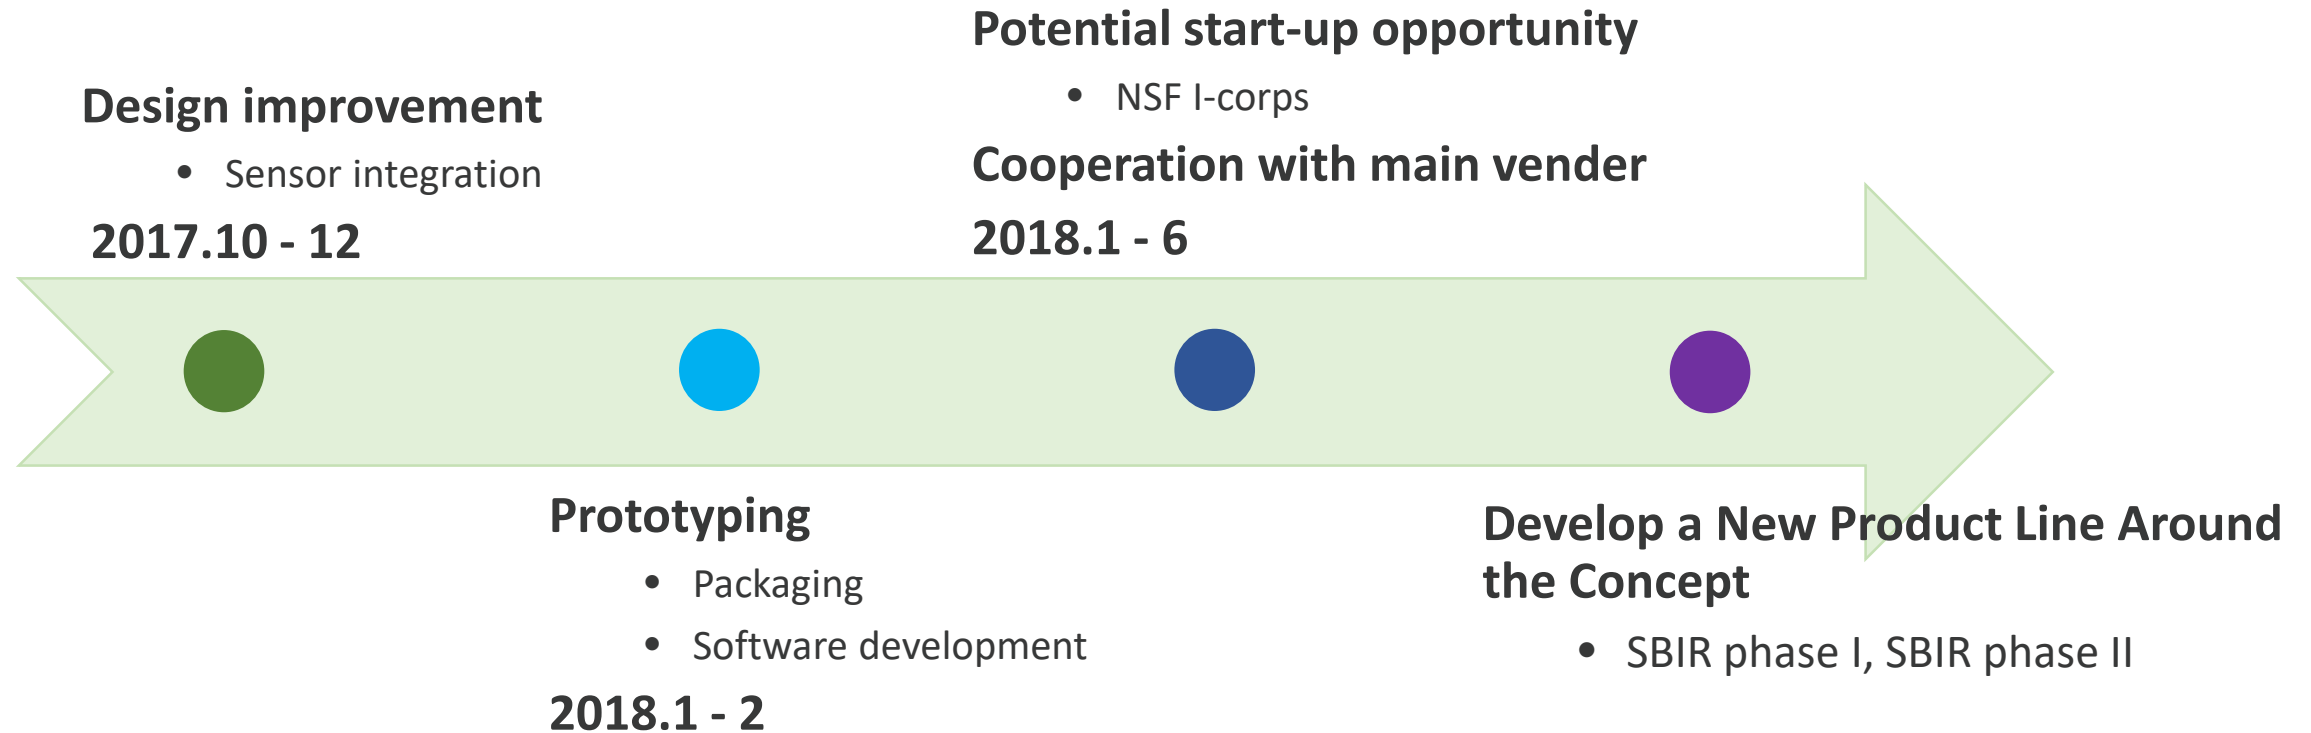 Design improvement
• Sensor integration
2017.10 - 12
Prototyping
• Packaging
• Software development
2018.1 - 2
Potential start-up opportunity
• NSF I-corps
Cooperation with main vender
2018.1 - 6
Develop a New Product Line Around
the Concept
• SBIR phase I, SBIR phase II